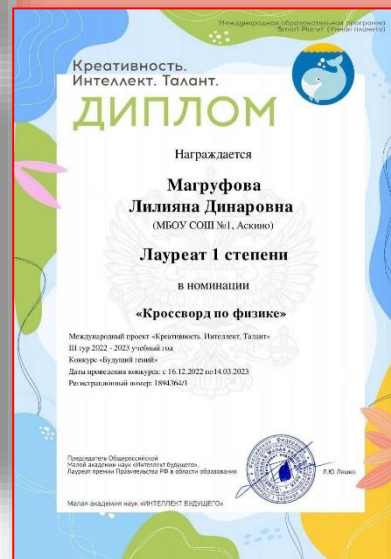 Международная образовательная программа
Smart Planet (Умная планета)
Креативность.
Интеллект. Талант.
ДИПЛОМ
Награждается
Магруфова
Лилияна Динаровна
(МБОУ СОШ №1, Аскино)
Лауреат 1 степени
в номинации
«Кроссворд по физике»
Международный проект «Креативность. Интеллект. Талант»
III тур 2022 - 2023 учебный год
Конкурс «Будущий гений»
Даты проведения конкурса: с 16.12.2022 по14.03.2023
Регистрационный номер: 1894364/1
Председатель Общероссийской
Малой академии наук «Интеллект будущего»,
Лауреат премии Правительства РФ в области образования
Л.Ю. Ляшко
Малая академия наук «ИНТЕЛЛЕКТ БУДУЩЕГО»